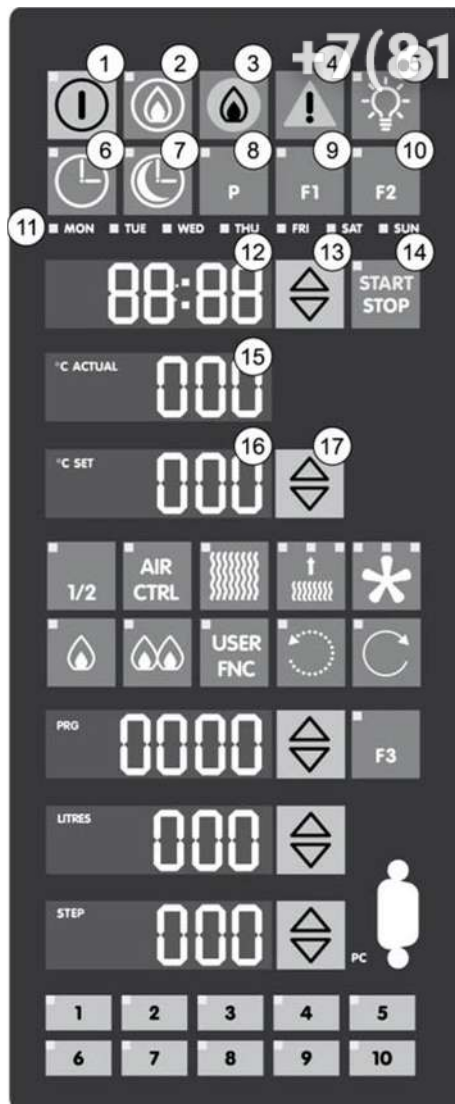 +7(81
1 2 3 4 5
6 7 8 9 10
P F1 F2
11 MON TUE WED THU FRI SAT SUN
12 13 14
88:88 START
STOP
15
°C ACTUAL 000
16 17
°C SET 000
1/2 AIR
CTRL
USER
FNC
PRG 0000 F3
LITRES 000
STEP 000
PC
1 2 3 4 5
6 7 8 9 10